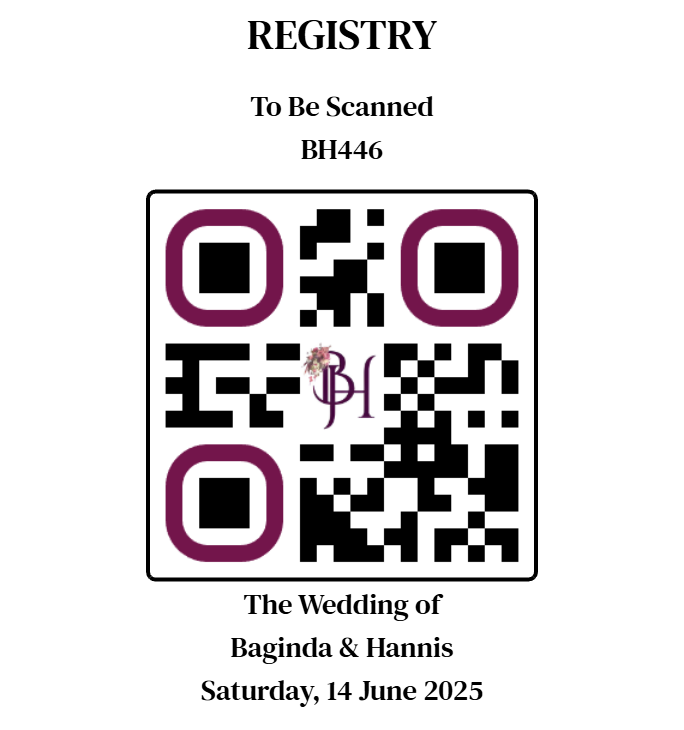 REGISTRY
To Be Scanned
BH446
BH
The Wedding of
Baginda & Hannis
Saturday, 14 June 2025